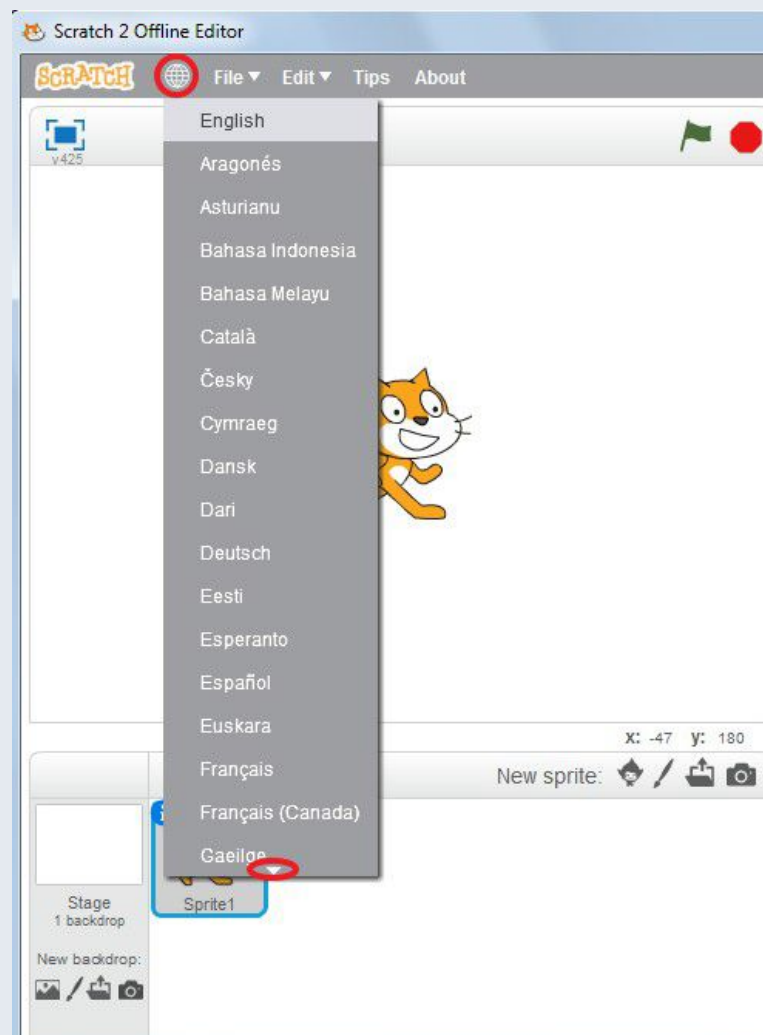 Scratch 2 Offline Editor
SCRATCH File Edit Tips About
v425
English
Aragonés
Asturianu
Bahasa Indonesia
Bahasa Melayu
Català
Česky
Cymraeg
Dansk
Dari
Deutsch
Eesti
Esperanto
Español
Euskara
Français
Français (Canada)
Gaeilge
x: -47 y: 180
New sprite:
Stage
1 backdrop
Sprite1
New backdrop: